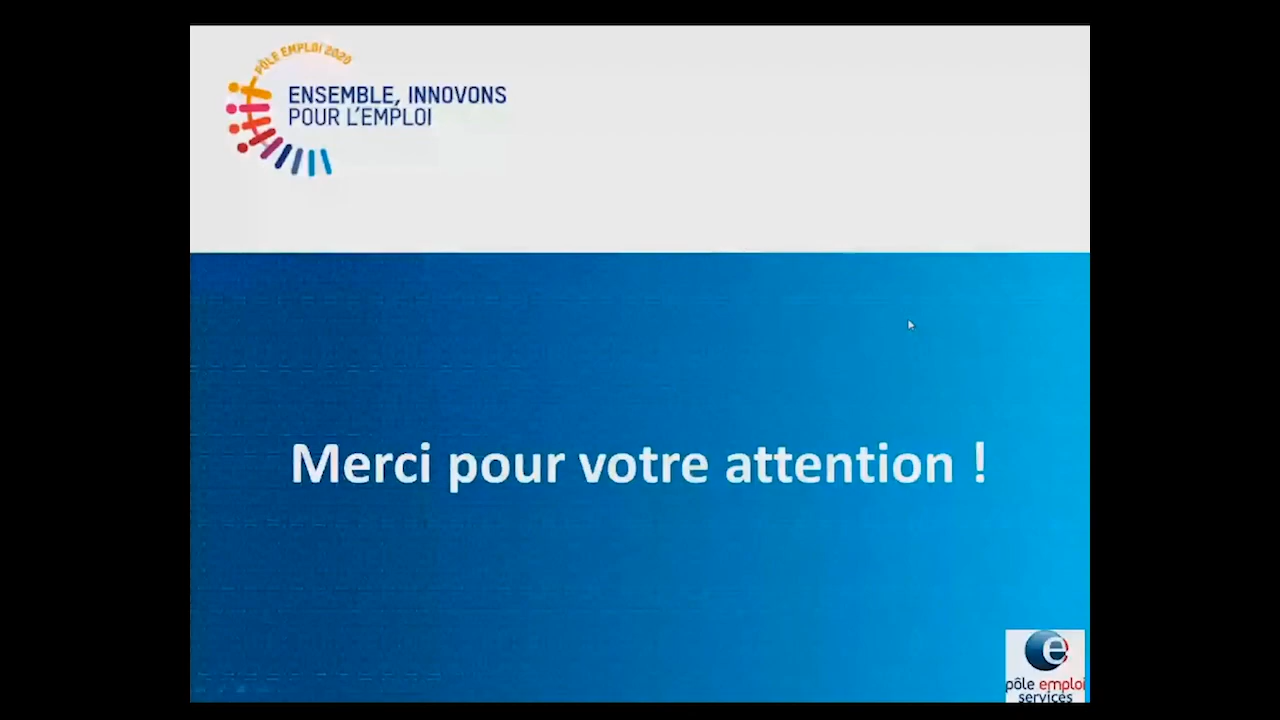 PÔLE EMPLOI 2020
ENSEMBLE, INNOVONS
POUR L'EMPLOI
Merci pour votre attention !
pôle emploi
services